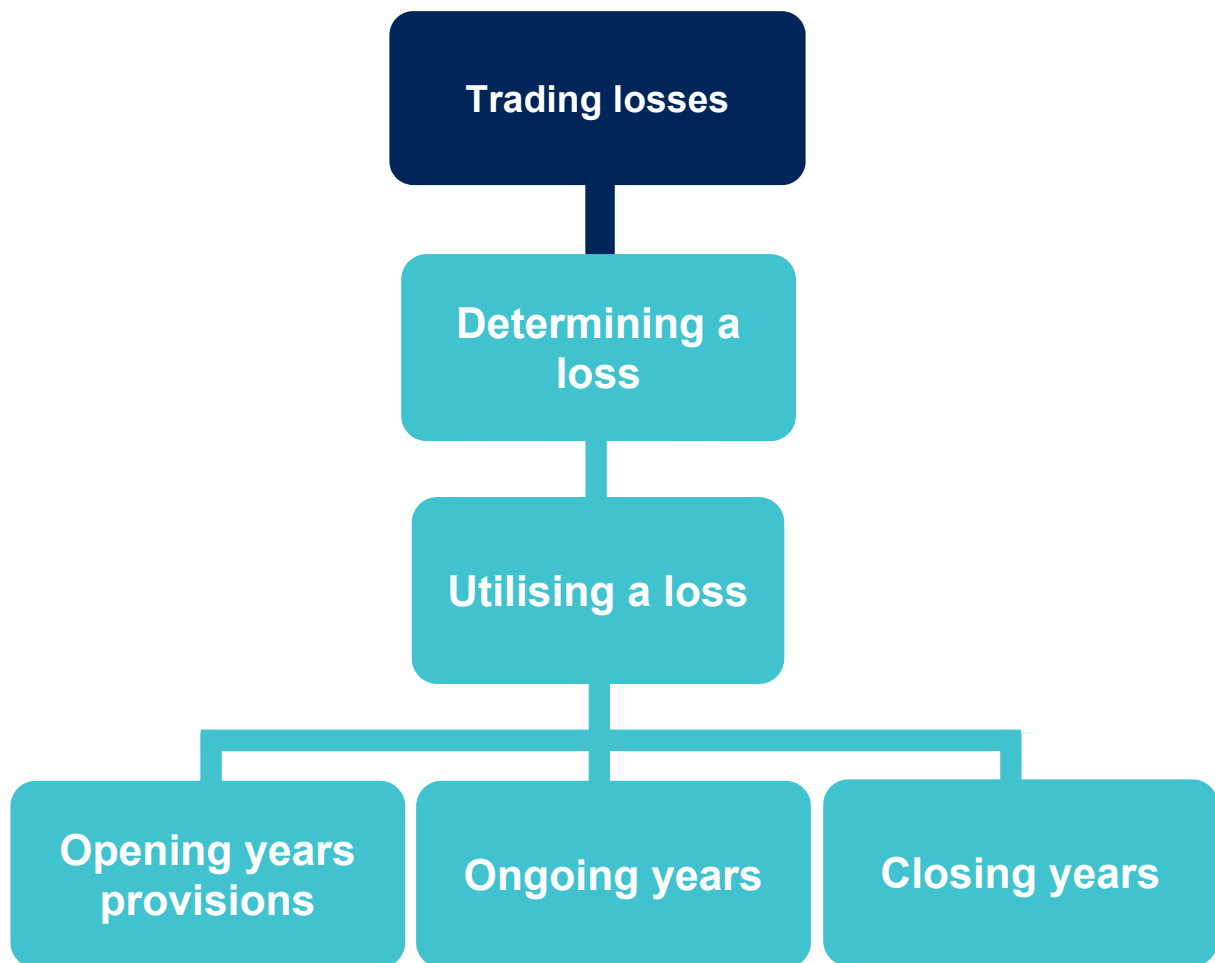 Trading losses
Determining a
loss
Utilising a loss
Opening years
provisions
Ongoing years
Closing years